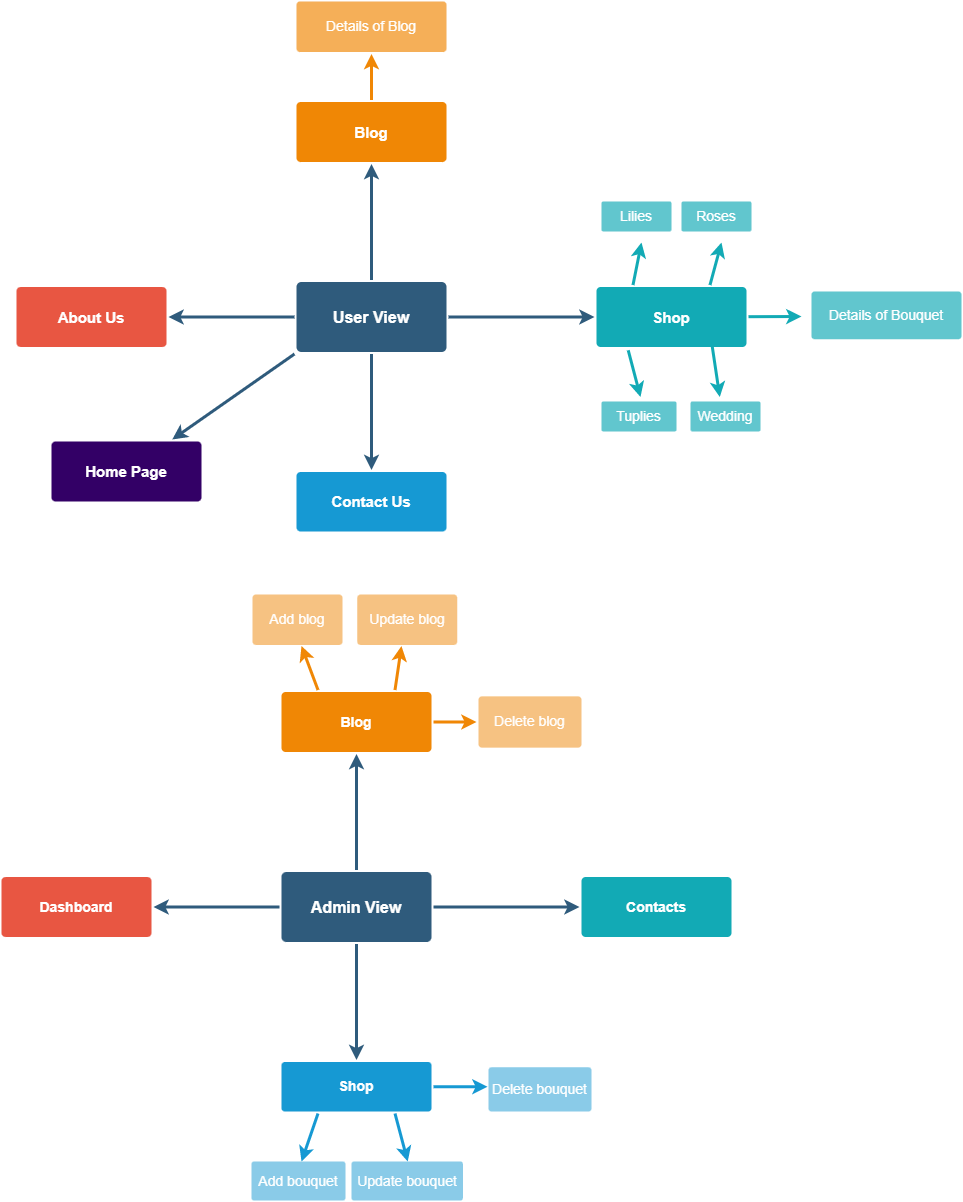 Details of Blog
Blog
Lilies
Roses
About Us
User View
Shop
Details of Bouquet
Tuplies
Wedding
Home Page
Contact Us
Add blog
Update blog
Blog
Delete blog
Dashboard
Admin View
Contacts
Shop
Delete bouquet
Add bouquet
Update bouquet